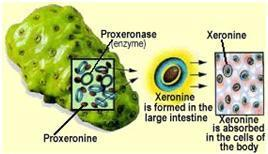 Proxeronase
(enzyme)
Proxeronine
Xeronine
is formed in the
large intestine
Xeronine
Xeronine
is absorbed
in the cells of
the body